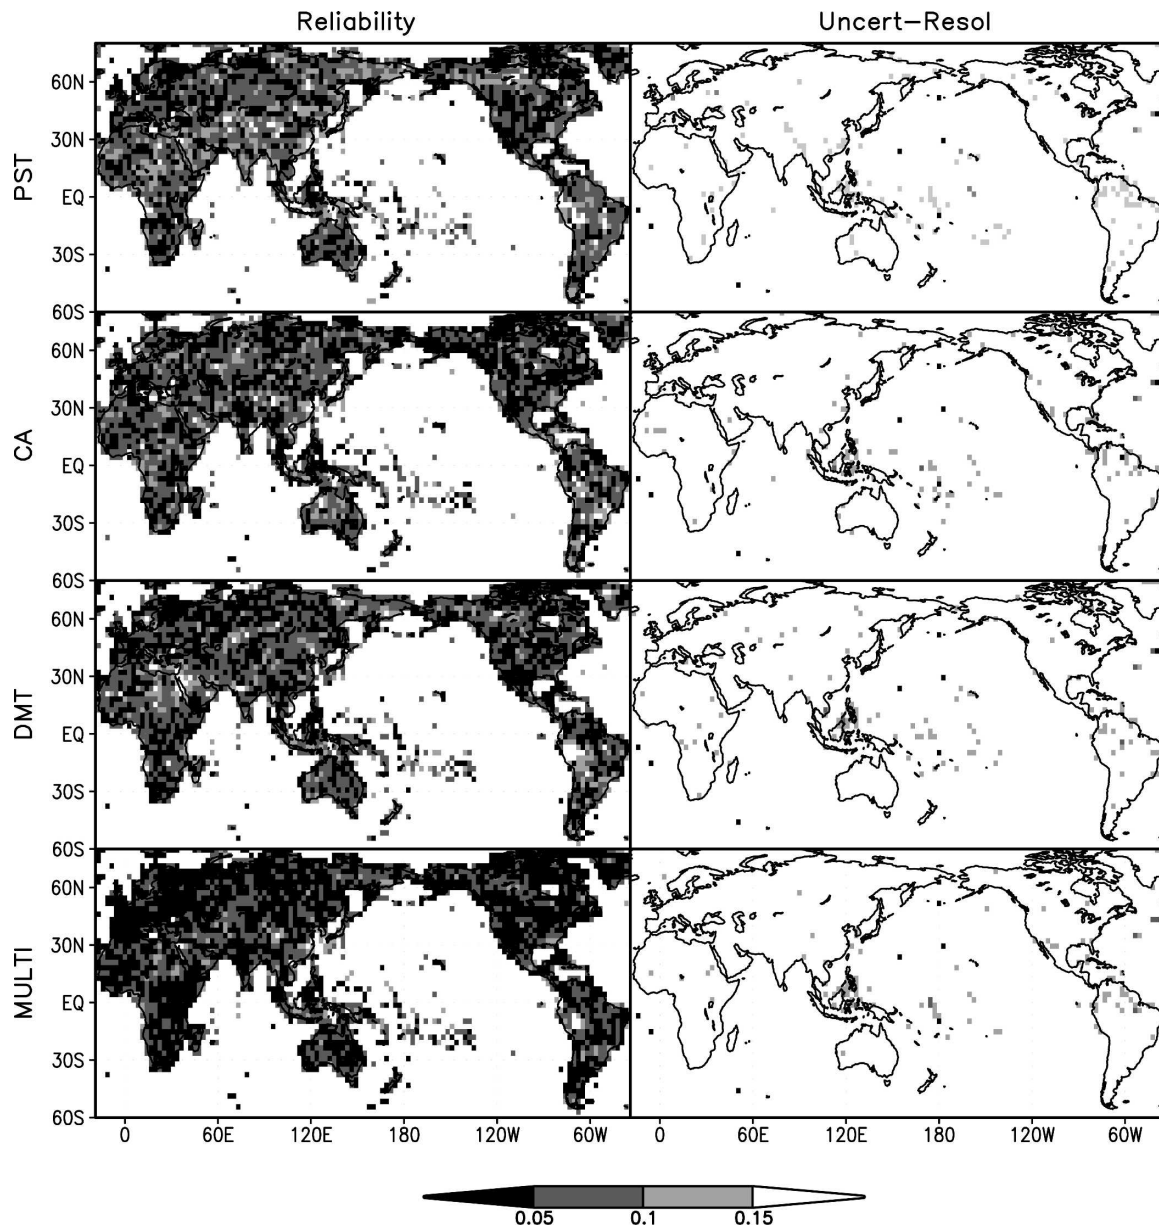 Reliability Uncert-Resol
PST
60N
30N
EQ
30S
60S
CA
60N
30N
EQ
30S
60S
DMT
60N
30N
EQ
30S
60S
MULTI
60N
30N
EQ
30S
60S
0 60E 120E 180 120W 60W 0 60E 120E 180 120W 60W
0.05 0.1 0.15